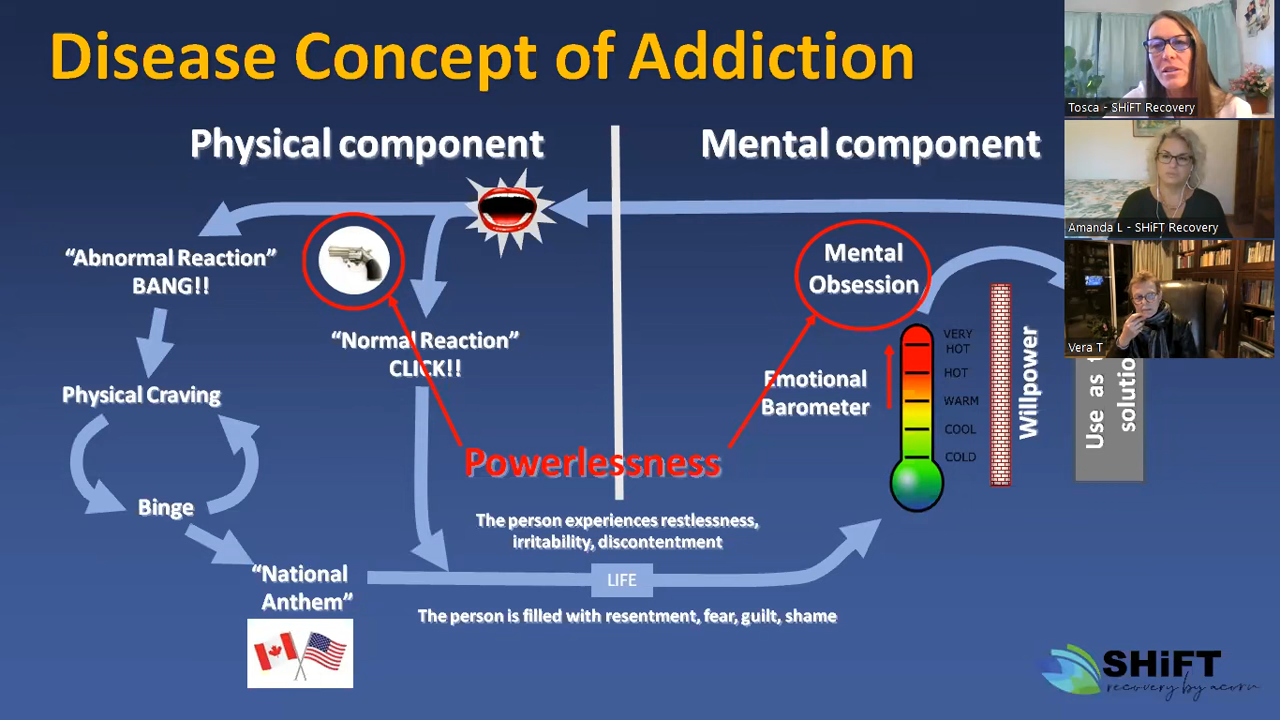 Disease Concept of Addiction
Physical component
Mental component
“Abnormal Reaction”
BANG!!
“Normal Reaction”
CLICK!!
Physical Craving
Binge
“National
Anthem”
Powerlessness
The person experiences restlessness,
irritability, discontentment
LIFE
The person is filled with resentment, fear, guilt, shame
Mental
Obsession
Emotional
Barometer
VERY
HOT
HOT
WARM
COOL
COLD
Willpower
Use as
solution
Tosca - SHiFT Recovery
Amanda L - SHiFT Recovery
Vera T
SHiFT
recovery by acorn